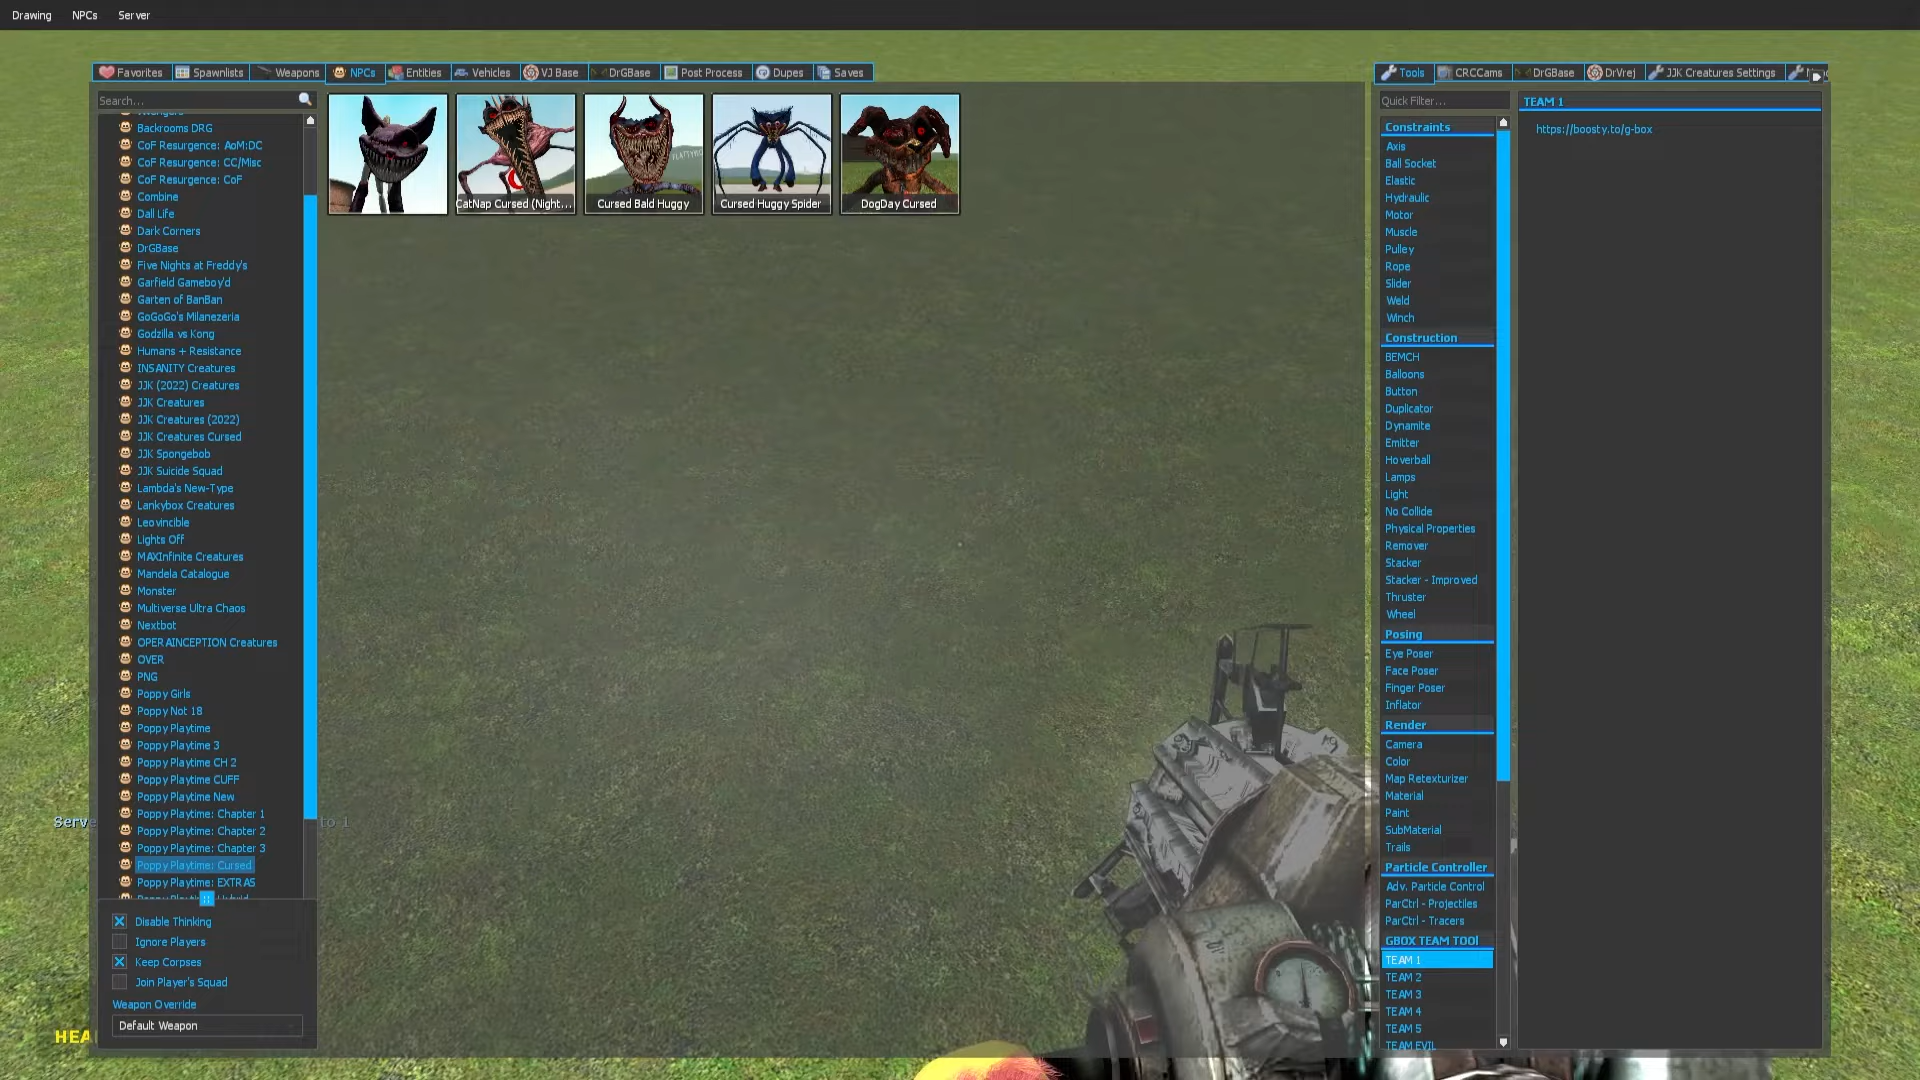 Drawing NPCs Server
Favorites Spawnlists Weapons NPCs Entities Vehicles VJ Base DrGBase Post Process Dupes Saves
Search...
Backrooms DRG
CoF Resurgence: AoM:DC
CoF Resurgence: CC/Misc
CoF Resurgence: CoF
Combine
Dall Life
Dark Corners
DrGBase
Five Nights at Freddy's
Garfield Gameboy'd
Garten of BanBan
GoGoGo's Milanezeria
Godzilla vs Kong
Humans + Resistance
INSANITY Creatures
JJK (2022) Creatures
JJK Creatures
JJK Creatures (2022)
JJK Creatures Cursed
JJK Spongebob
JJK Suicide Squad
Lambda's New-Type
Lankybox Creatures
Leovincible
Lights Off
MAXInfinite Creatures
Mandela Catalogue
Monster
Multiverse Ultra Chaos
Nextbot
OPERAINCEPTION Creatures
OVER
PNG
Poppy Girls
Poppy Not 18
Poppy Playtime
Poppy Playtime 3
Poppy Playtime CH 2
Poppy Playtime CUFF
Poppy Playtime New
Poppy Playtime: Chapter 1
Poppy Playtime: Chapter 2
Poppy Playtime: Chapter 3
Poppy Playtime: Cursed
Poppy Playtime: EXTRAS
Disable Thinking
Ignore Players
Keep Corpses
Join Player's Squad
Weapon Override
Default Weapon
CatNap Cursed (Night...
Cursed Bald Huggy
Cursed Huggy Spider
DogDay Cursed
Serv
to 1
HEA
Tools CRCCams DrGBase DrVrej JJK Creatures Settings
Quick Filter...
Constraints
Axis
Ball Socket
Elastic
Hydraulic
Motor
Muscle
Pulley
Rope
Slider
Weld
Winch
Construction
BEMCH
Balloons
Button
Duplicator
Dynamite
Emitter
Hoverball
Lamps
Light
No Collide
Physical Properties
Remover
Stacker
Stacker - Improved
Thruster
Wheel
Posing
Eye Poser
Face Poser
Finger Poser
Inflator
Render
Camera
Color
Map Retexturizer
Material
Paint
SubMaterial
Trails
Particle Controller
Adv. Particle Control
ParCtrl - Projectiles
ParCtrl - Tracers
GBOX TEAM TOOl
TEAM 1
TEAM 2
TEAM 3
TEAM 4
TEAM 5
TEAM EVIL
TEAM 1
https://boosty.to/g-box